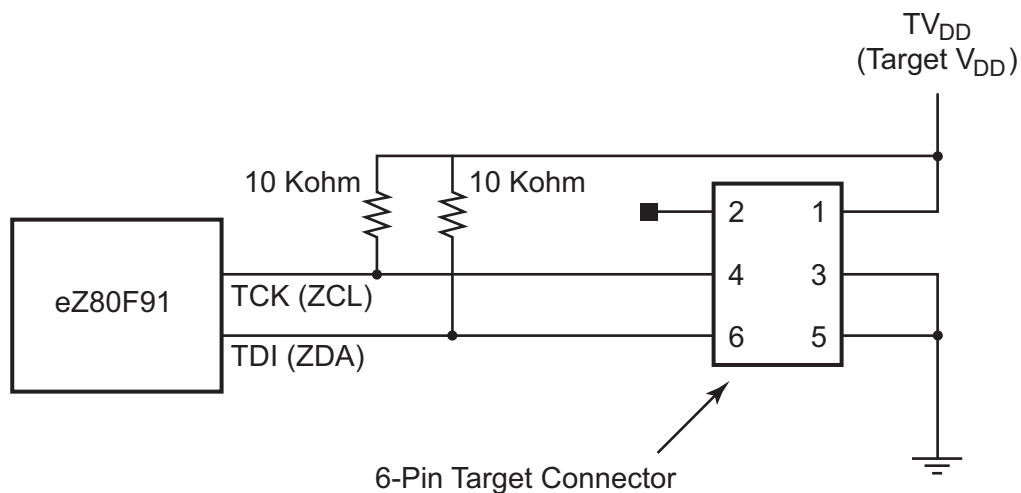 TVDD
(Target VDD)
10 Kohm
10 Kohm
2
1
eZ80F91
TCK (ZCL)
4
3
TDI (ZDA)
6
5
6-Pin Target Connector